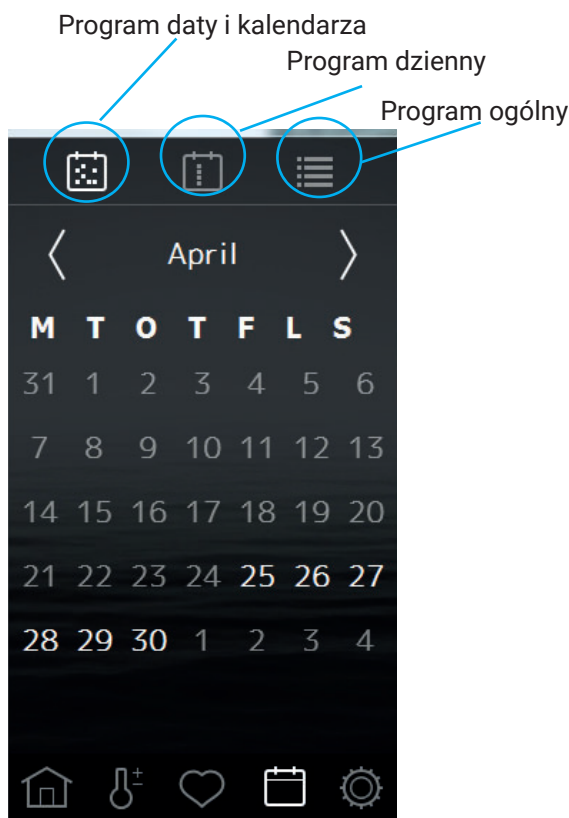 Program daty i kalendarza
Program dzienny
Program ogólny
April
M T O T F L S
31 1 2 3 4 5 6
7 8 9 10 11 12 13
14 15 16 17 18 19 20
21 22 23 24 25 26 27
28 29 30 1 2 3 4